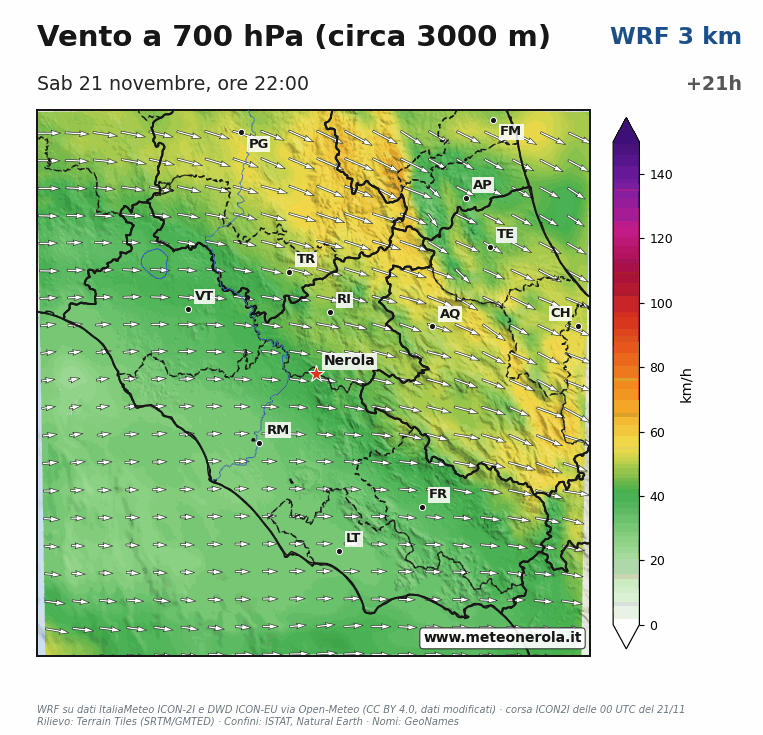 Vento a 700 hPa (circa 3000 m)
WRF 3 km
Sab 21 novembre, ore 22:00
+21h
FM
PG
AP
TE
TR
VT
RI
AQ
CH
Nerola
RM
FR
LT
www.meteonerola.it
140
120
100
80
60
40
20
0
km/h
WRF su dati ItaliaMeteo ICON-2I e DWD ICON-EU via Open-Meteo (CC BY 4.0, dati modificati) · corsa ICON2I delle 00 UTC del 21/11
Rilievo: Terrain Tiles (SRTM/GMTED) · Confini: ISTAT, Natural Earth · Nomi: GeoNames